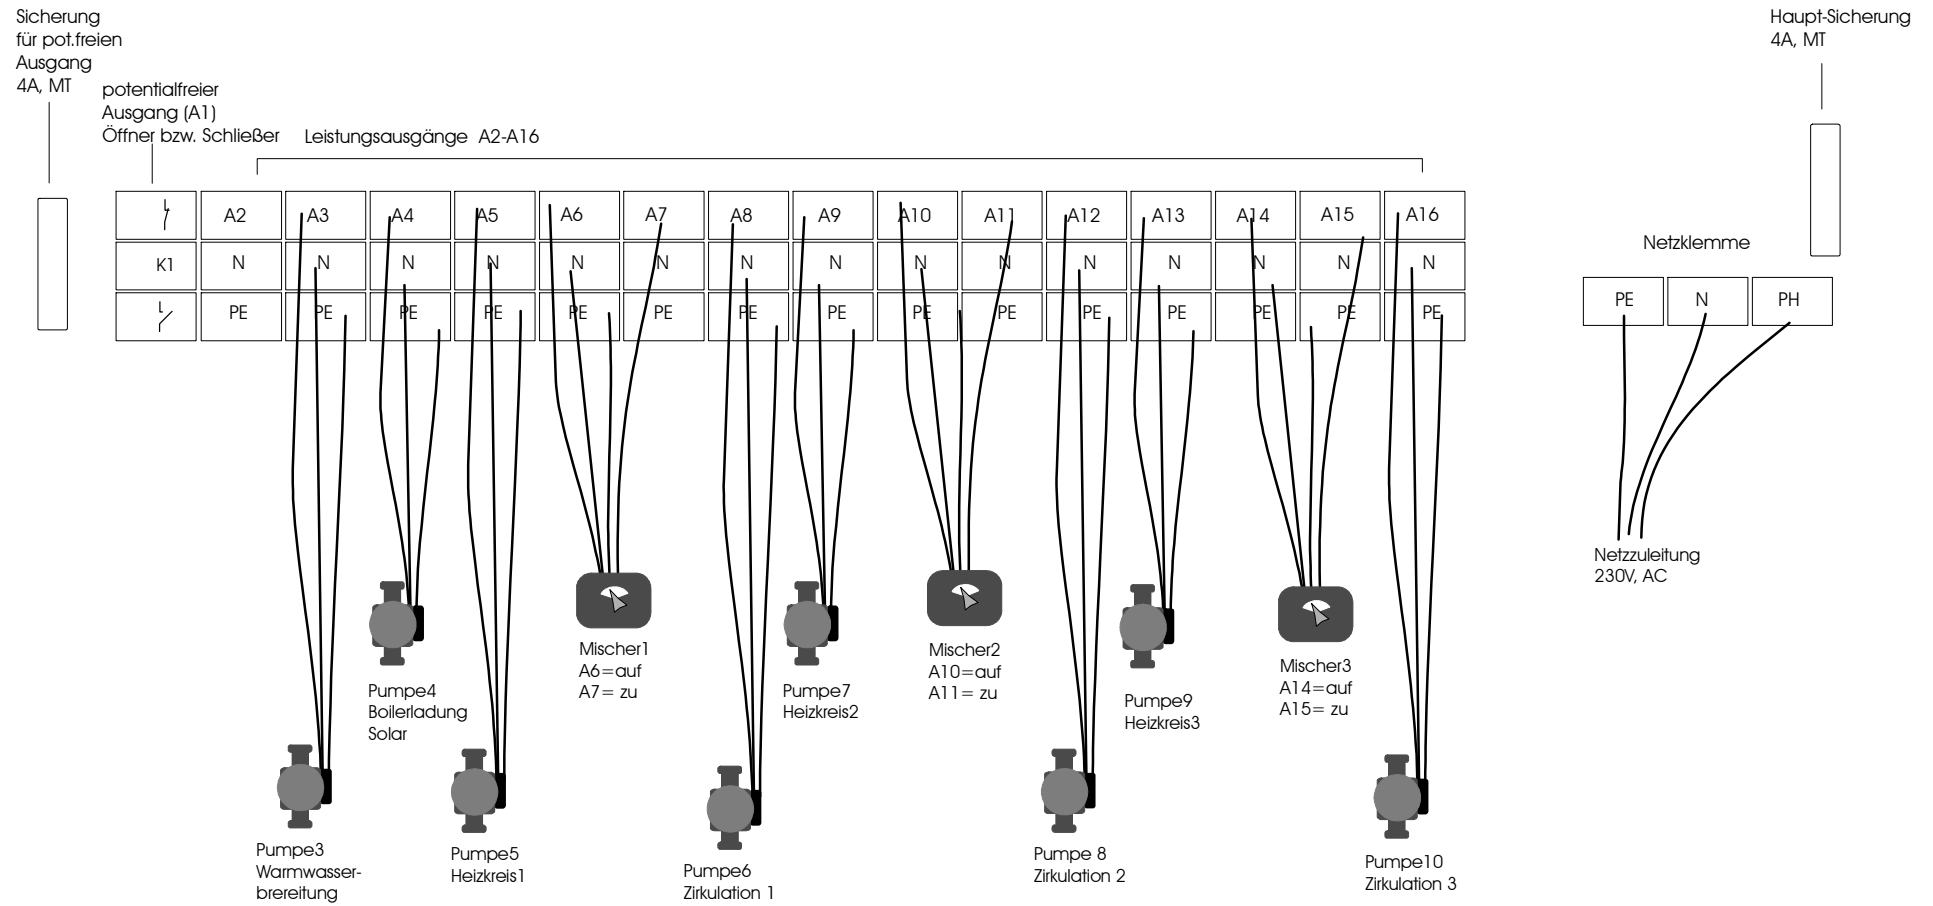 Sicherung
für pot.freien
Ausgang
4A, MT
potentialfreier
Ausgang (A1)
Öffner bzw. Schließer
Leistungsausgänge A2-A16
Haupt-Sicherung
4A, MT
A2 A3 A4 A5 A6 A7 A8 A9 A10 A11 A12 A13 A14 A15 A16
K1 N N N N N N N N N N N N N N N
PE PE PE PE PE PE PE PE PE PE PE PE PE PE PE
Netzklemme
PE N PH
Netzzuleitung
230V, AC
Pumpe3
Warmwasser-
brereitung
Pumpe4
Boilerladung
Solar
Pumpe5
Heizkreis1
Mischer1
A6=auf
A7= zu
Pumpe6
Zirkulation 1
Pumpe7
Heizkreis2
Mischer2
A10=auf
A11= zu
Pumpe 8
Zirkulation 2
Pumpe9
Heizkreis3
Mischer3
A14=auf
A15= zu
Pumpe10
Zirkulation 3